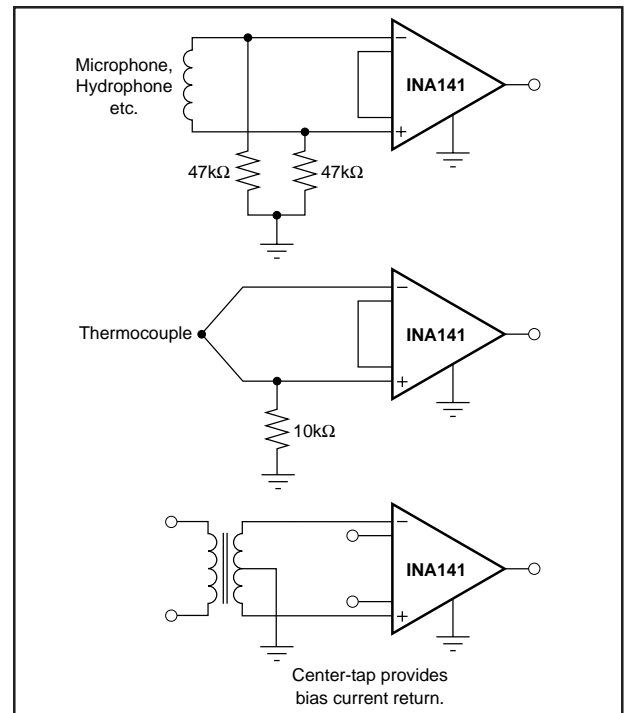 Microphone,
Hydrophone
etc.
−
INA141
+
47kΩ
47kΩ
Thermocouple
−
INA141
+
10kΩ
−
INA141
+
Center-tap provides
bias current return.